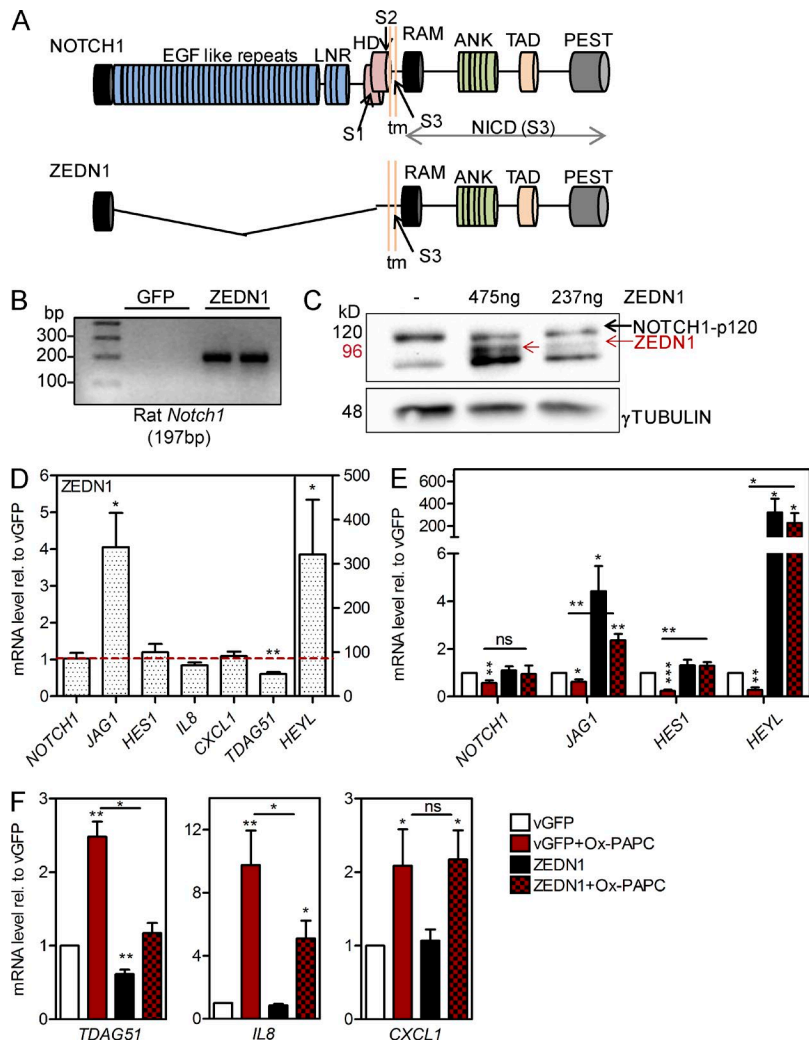 A
NOTCH1
EGF like repeats
LNR
HD
S2
RAM
ANK
TAD
PEST
S1
tm
S3
NICD (S3)
ZEDN1
RAM
ANK
TAD
PEST
tm
S3
B
GFP
ZEDN1
bp
300
200
100
Rat Notch1
(197bp)
C
kD
-
475ng
237ng
ZEDN1
120
96
NOTCH1-p120
ZEDN1
48
γTUBULIN
D
ZEDN1
mRNA level rel. to vGFP
6
5
4
3
2
1
0
500
400
300
200
100
0
*
**
*
NOTCH1
JAG1
HES1
IL8
CXCL1
TDAG51
HEYL
E
mRNA level rel. to vGFP
600
400
200
6
4
2
0
**
ns
*
**
*
**
***
**
**
*
*
*
NOTCH1
JAG1
HES1
HEYL
F
mRNA level rel. to vGFP
3
2
1
0
**
*
**
TDAG51
12
8
4
0
**
*
*
IL8
3
2
1
0
*
ns
*
CXCL1
vGFP
vGFP+Ox-PAPC
ZEDN1
ZEDN1+Ox-PAPC